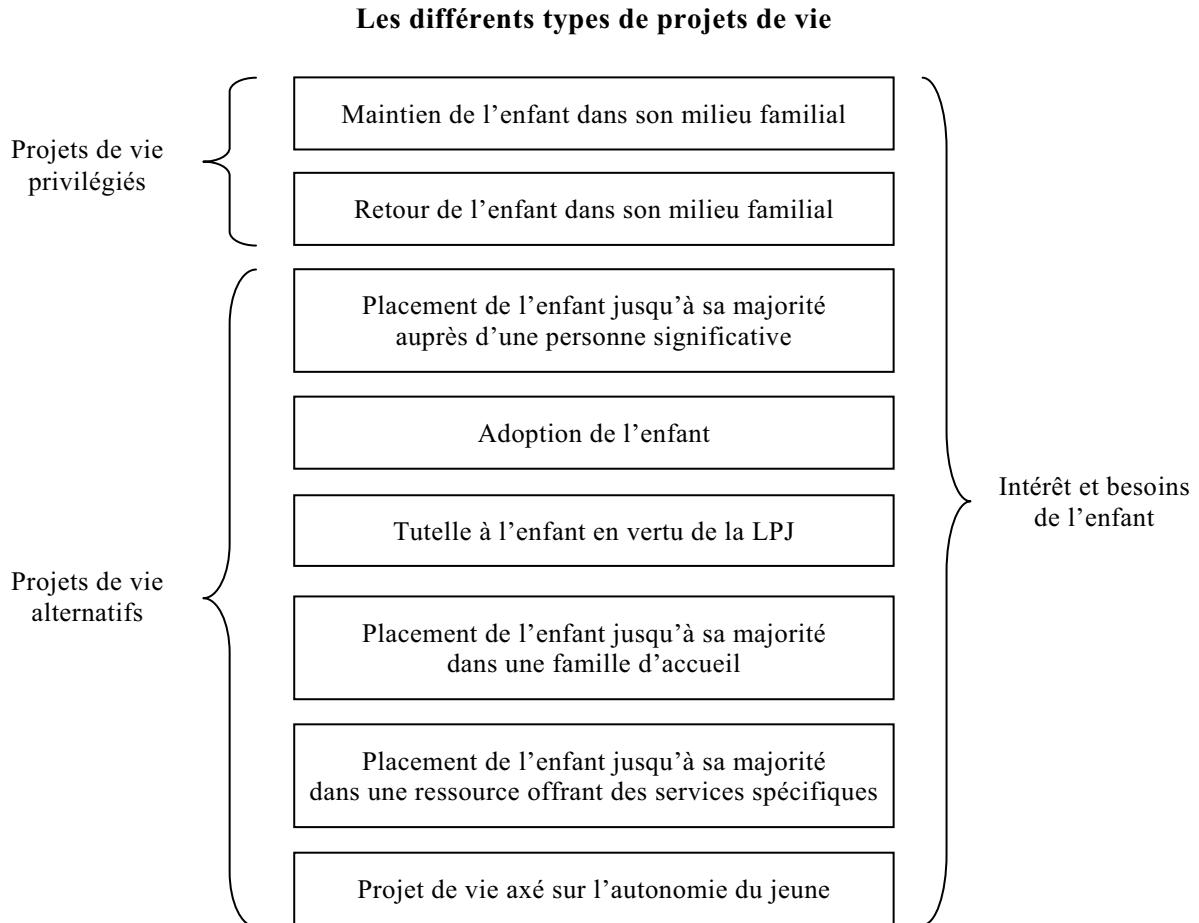 Les différents types de projets de vie
Projets de vie
privilégiés
Maintien de l’enfant dans son milieu familial
Retour de l’enfant dans son milieu familial
Projets de vie
alternatifs
Placement de l’enfant jusqu’à sa majorité
auprès d’une personne significative
Adoption de l’enfant
Tutelle à l’enfant en vertu de la LPJ
Placement de l’enfant jusqu’à sa majorité
dans une famille d’accueil
Placement de l’enfant jusqu’à sa majorité
dans une ressource offrant des services spécifiques
Projet de vie axé sur l’autonomie du jeune
Intérêt et besoins
de l’enfant